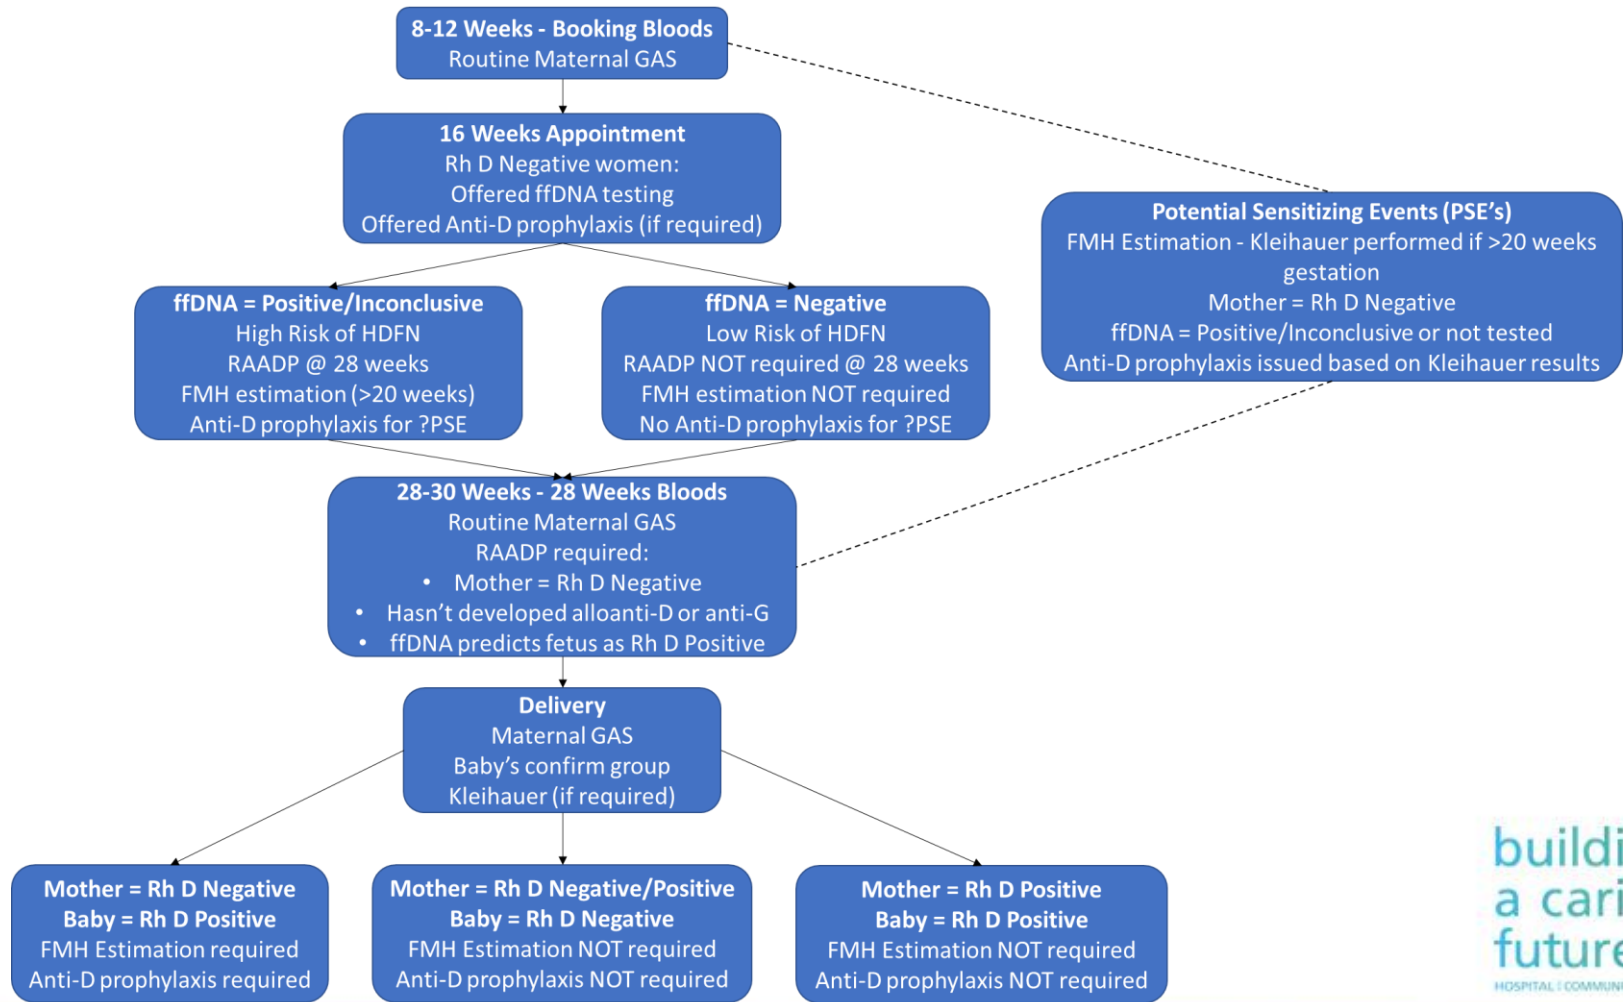 8-12 Weeks - Booking Bloods
Routine Maternal GAS
16 Weeks Appointment
Rh D Negative women:
Offered ffDNA testing
Offered Anti-D prophylaxis (if required)
Potential Sensitizing Events (PSE's)
FMH Estimation - Kleihauer performed if >20 weeks
gestation
Mother = Rh D Negative
ffDNA = Positive/Inconclusive or not tested
Anti-D prophylaxis issued based on Kleihauer results
ffDNA = Positive/Inconclusive
High Risk of HDFN
RAADP @ 28 weeks
FMH estimation (>20 weeks)
Anti-D prophylaxis for ?PSE
ffDNA = Negative
Low Risk of HDFN
RAADP NOT required @ 28 weeks
FMH estimation NOT required
No Anti-D prophylaxis for ?PSE
28-30 Weeks - 28 Weeks Bloods
Routine Maternal GAS
RAADP required:
• Mother = Rh D Negative
• Hasn't developed alloanti-D or anti-G
• ffDNA predicts fetus as Rh D Positive
Delivery
Maternal GAS
Baby's confirm group
Kleihauer (if required)
Mother = Rh D Negative
Baby = Rh D Positive
FMH Estimation required
Anti-D prophylaxis required
Mother = Rh D Negative/Positive
Baby = Rh D Negative
FMH Estimation NOT required
Anti-D prophylaxis NOT required
Mother = Rh D Positive
Baby = Rh D Positive
FMH Estimation NOT required
Anti-D prophylaxis NOT required
buildi
a cari
future
HOSPITAL | COMMUNI